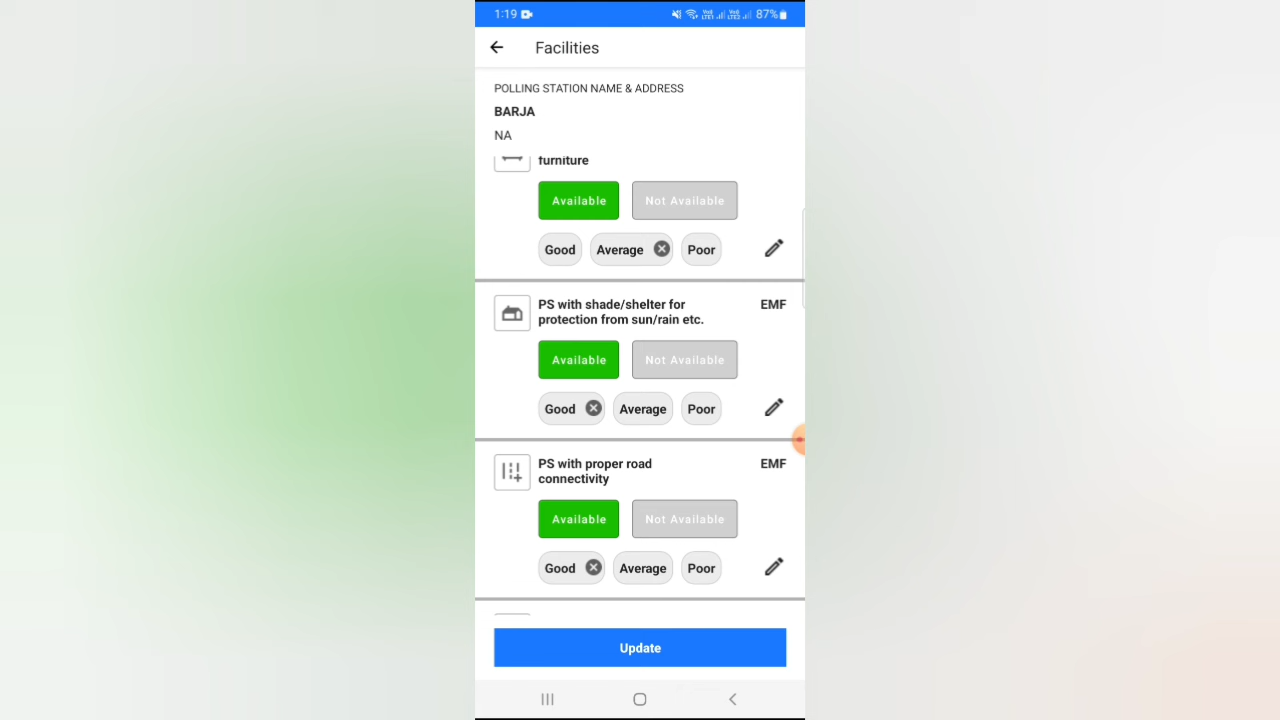 1:19
87%
Facilities
POLLING STATION NAME & ADDRESS
BARJA
NA
furniture
Available Not Available
Good Average Poor
PS with shade/shelter for EMF
protection from sun/rain etc.
Available Not Available
Good Average Poor
PS with proper road EMF
connectivity
Available Not Available
Good Average Poor
Update